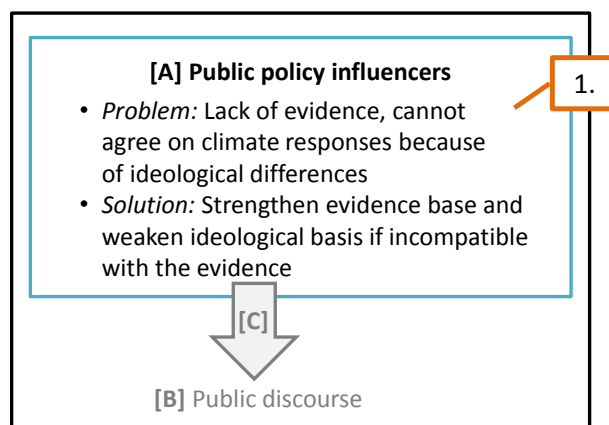 [A] Public policy influencers
1.
• Problem: Lack of evidence, cannot
agree on climate responses because
of ideological differences
• Solution: Strengthen evidence base and
weaken ideological basis if incompatible
with the evidence
[C]
[B] Public discourse